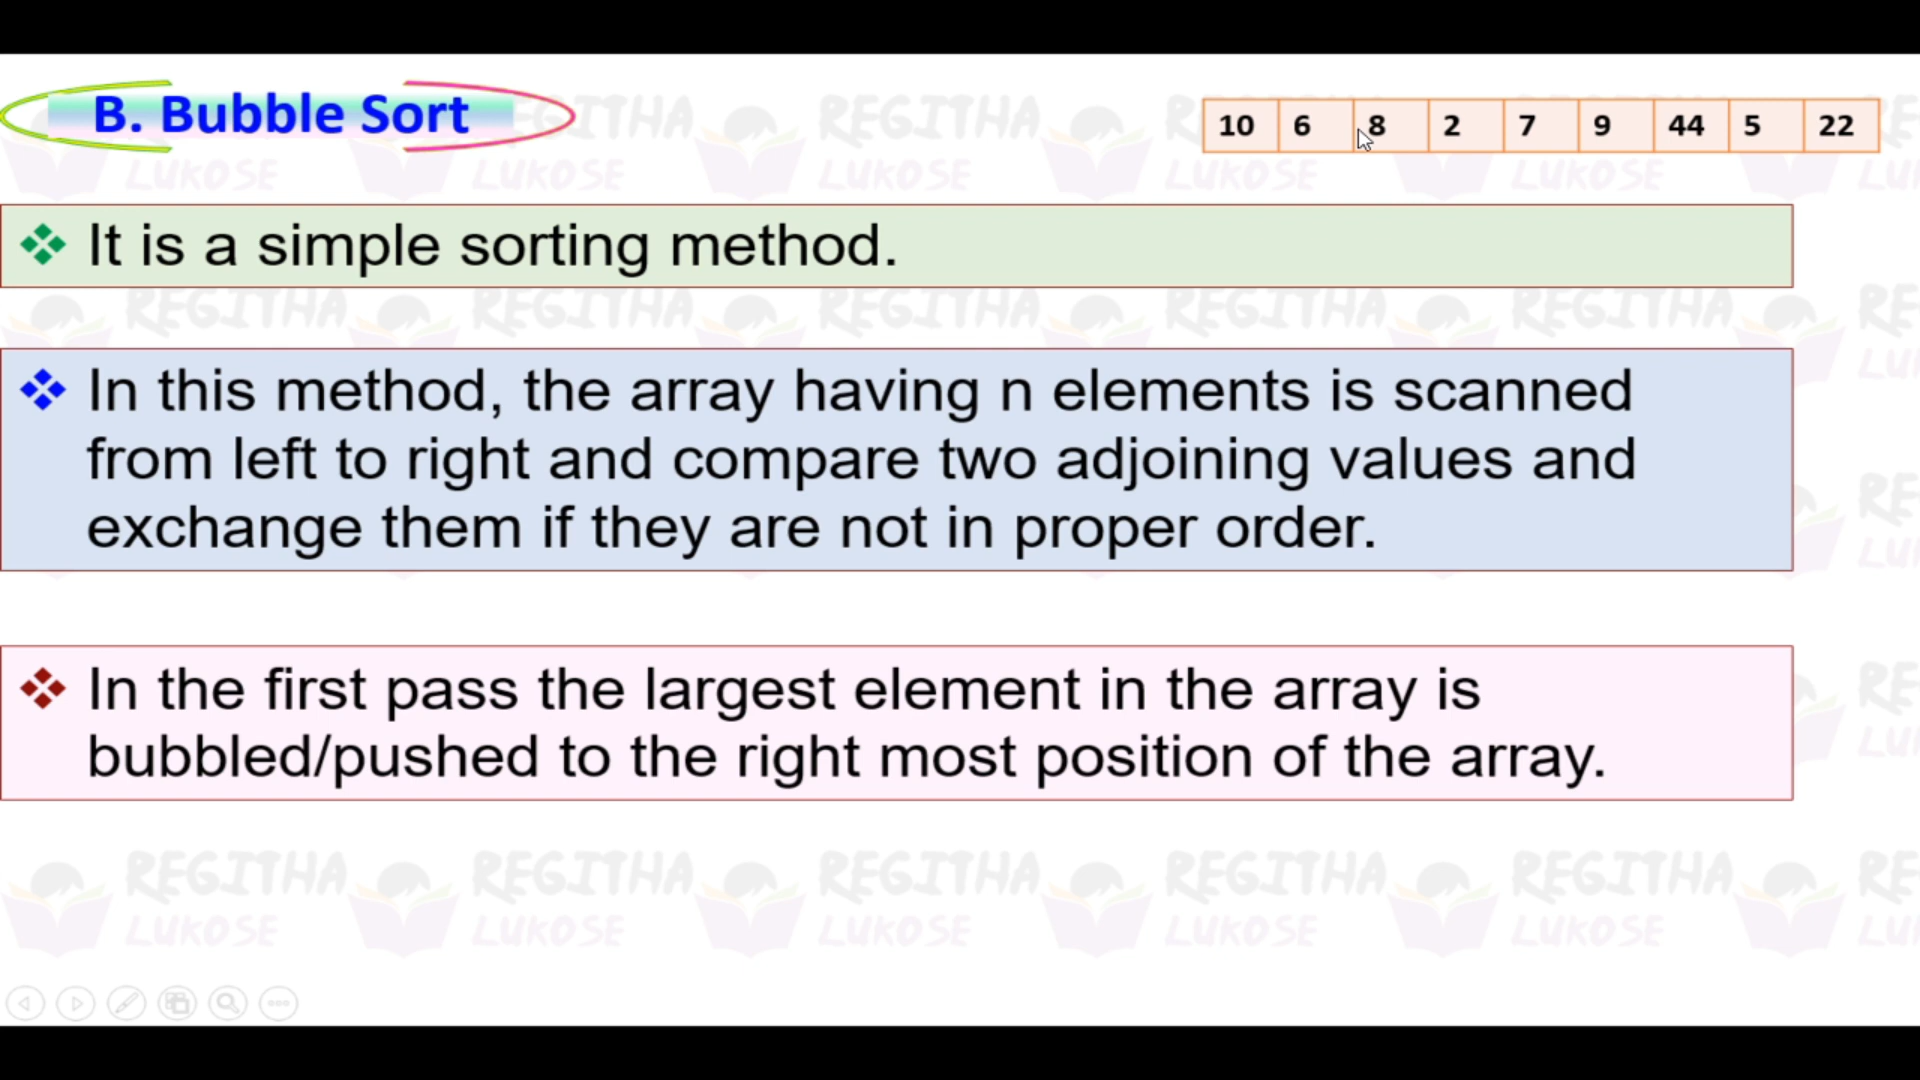 B. Bubble Sort
10 6 8 2 7 9 44 5 22
It is a simple sorting method.
In this method, the array having n elements is scanned
from left to right and compare two adjoining values and
exchange them if they are not in proper order.
In the first pass the largest element in the array is
bubbled/pushed to the right most position of the array.
REGITHA
LUKOSE